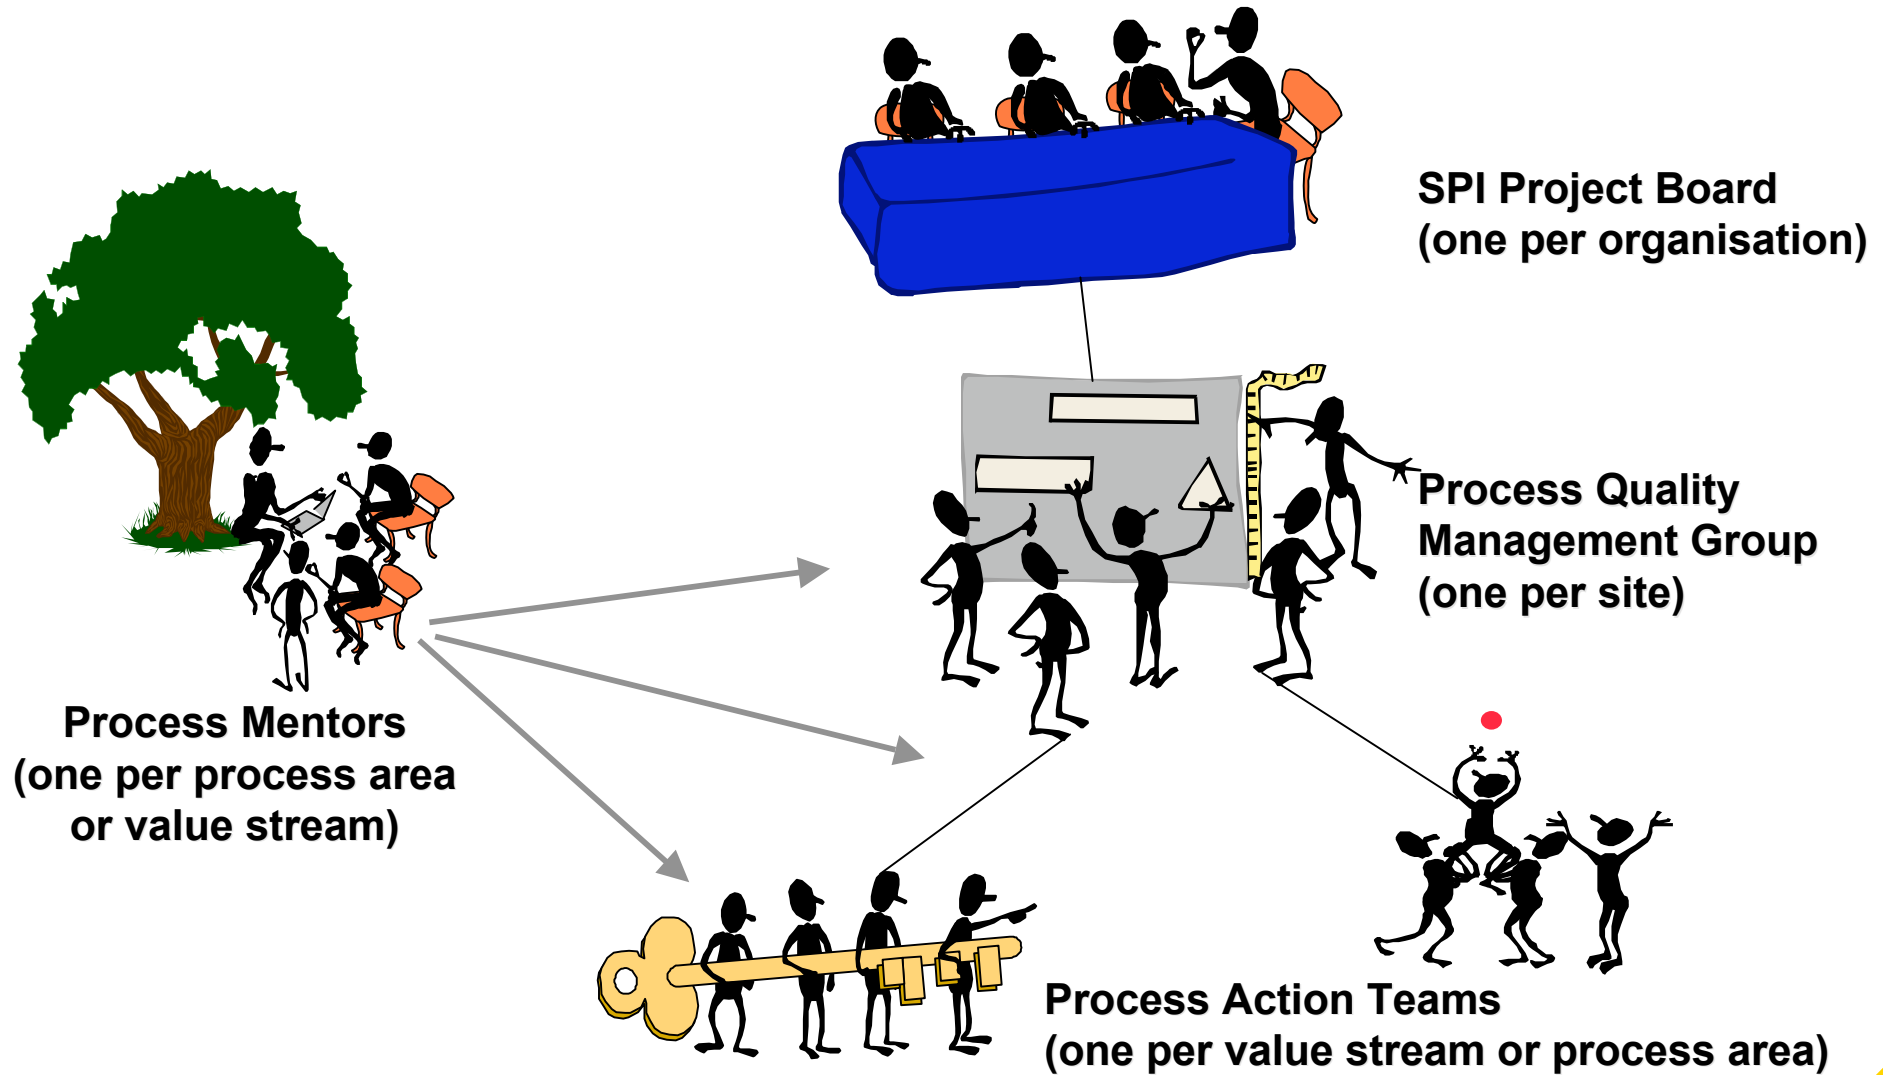 SPI Project Board
(one per organisation)
Process Quality
Management Group
(one per site)
Process Mentors
(one per process area
or value stream)
Process Action Teams
(one per value stream or process area)